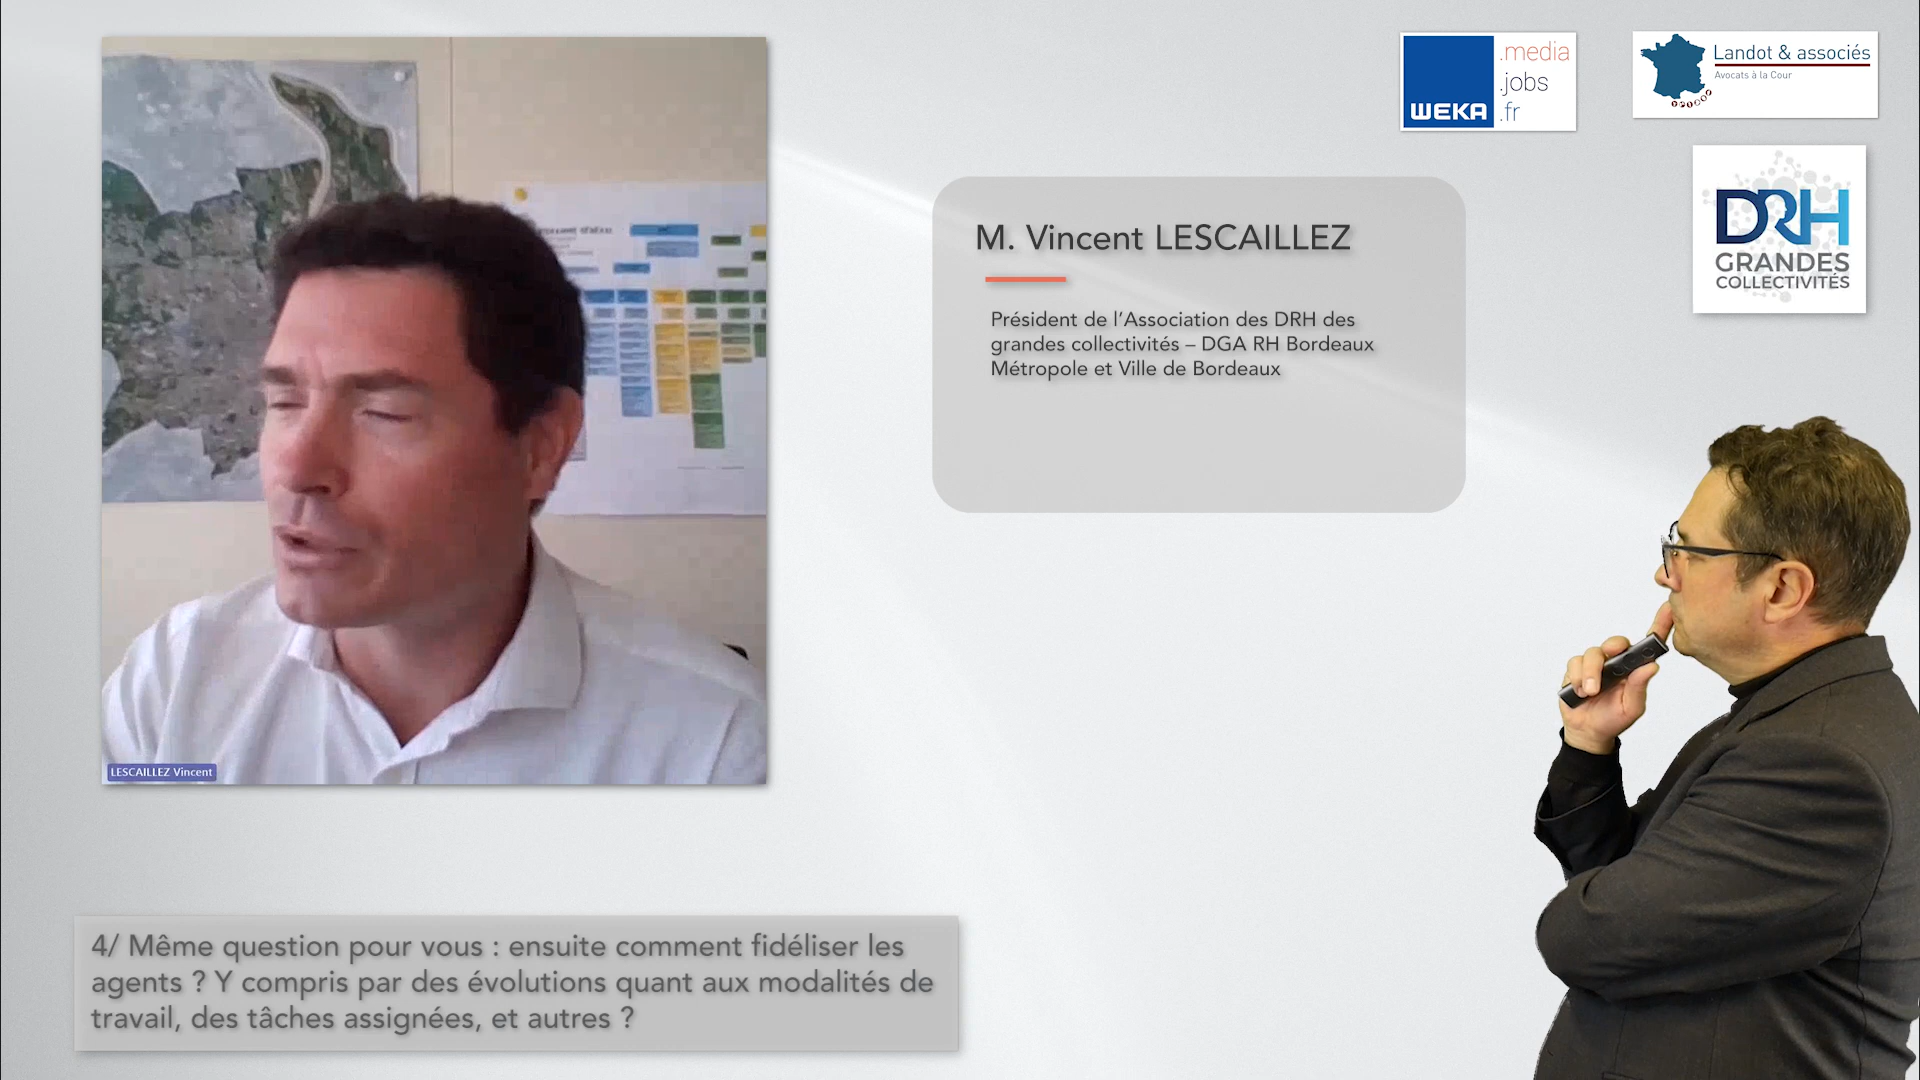 .media
.jobs
.fr
WEKA
Landot & associés
Avocats à la Cour
DRH
GRANDES
COLLECTIVITÉS
M. Vincent LESCAILLEZ
Président de l'Association des DRH des
grandes collectivités – DGA RH Bordeaux
Métropole et Ville de Bordeaux
LESCAILLEZ Vincent
4/ Même question pour vous : ensuite comment fidéliser les
agents ? Y compris par des évolutions quant aux modalités de
travail, des tâches assignées, et autres ?